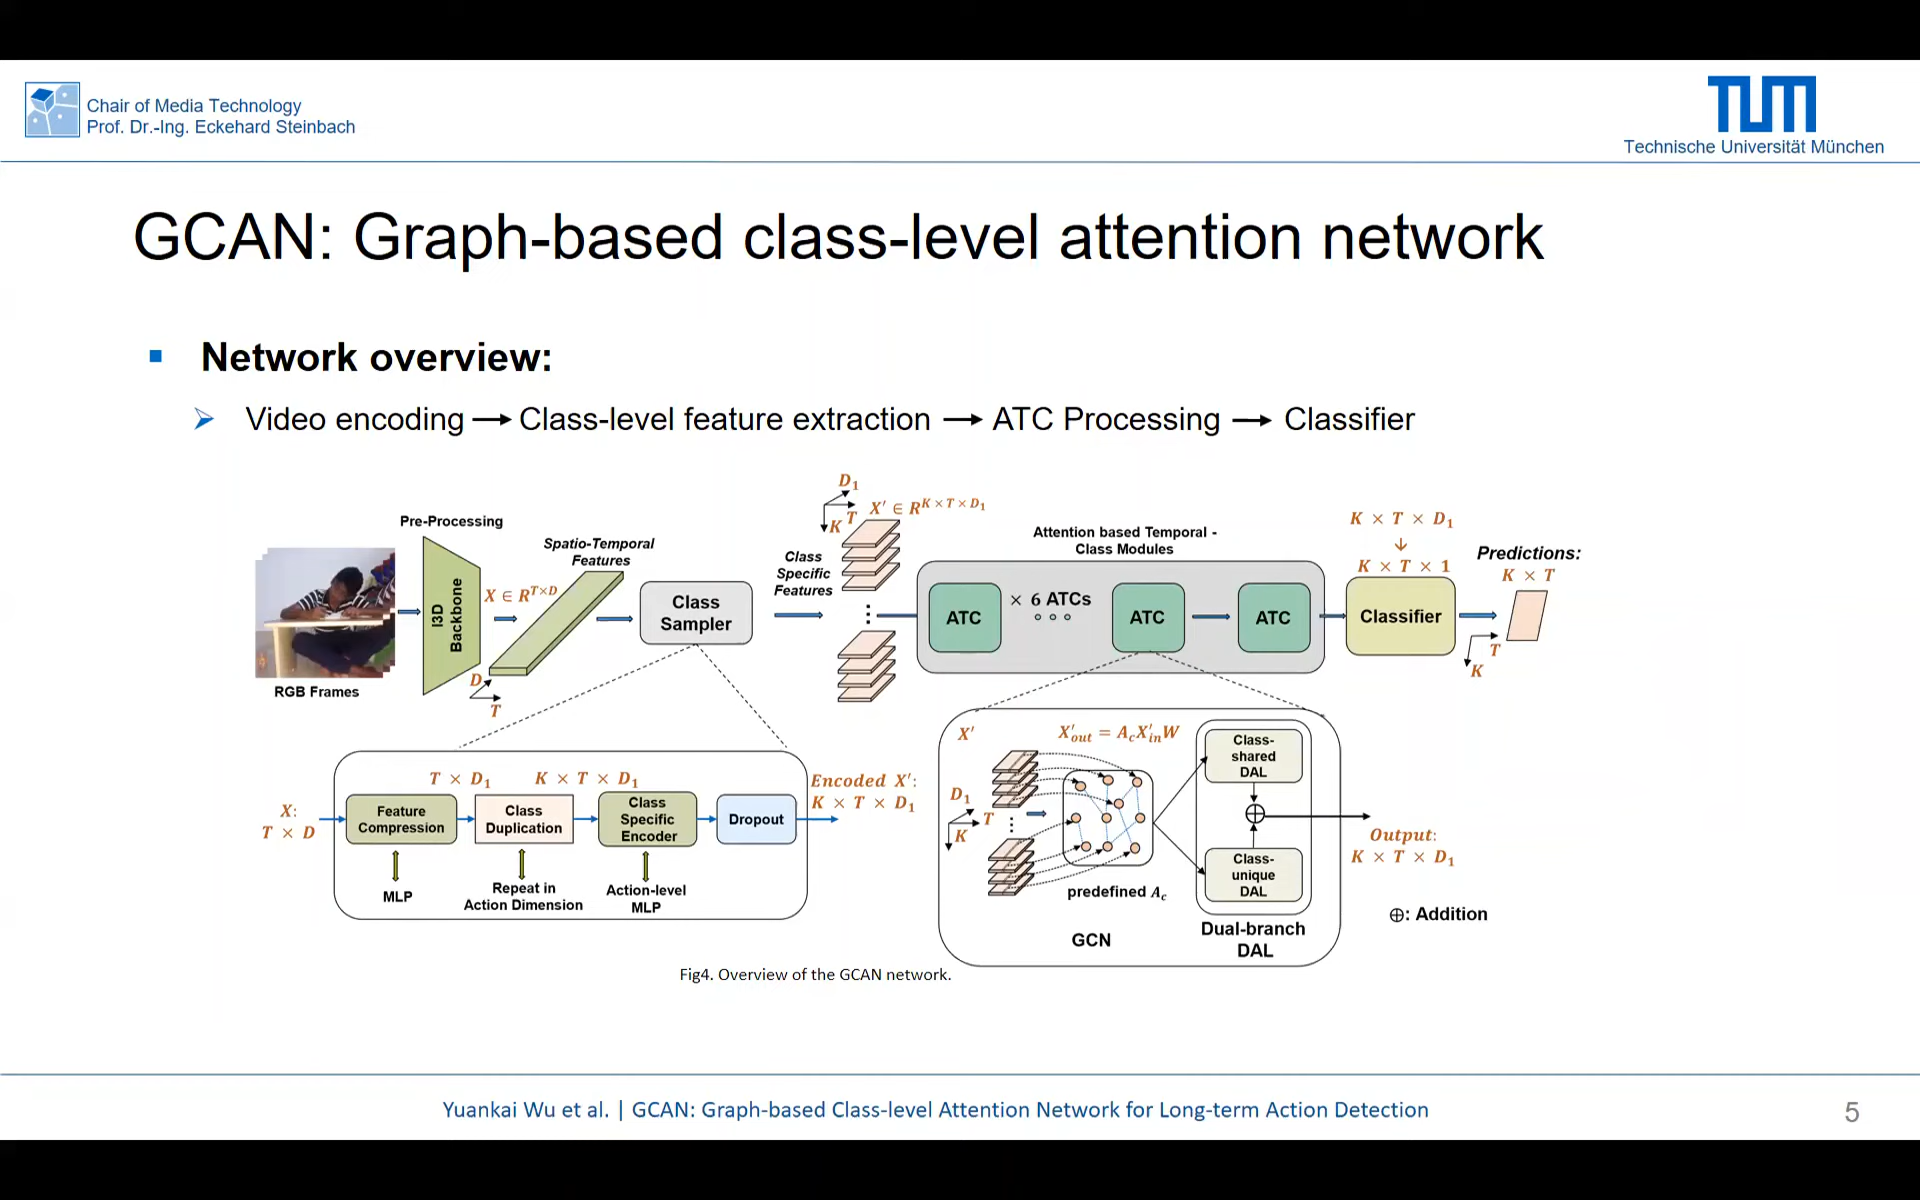 Chair of Media Technology
Prof. Dr.-Ing. Eckehard Steinbach
TUM
Technische Universität München
GCAN: Graph-based class-level attention network
Network overview:
Video encoding → Class-level feature extraction → ATC Processing → Classifier
Pre-Processing
I3D
Backbone
RGB Frames
X ∈ R^{T×D}
D
T
Spatio-Temporal
Features
Class
Sampler
Class
Specific
Features
D₁
T
K
X′ ∈ R^{K×T×D₁}
Attention based Temporal -
Class Modules
ATC
× 6 ATCs
ATC
ATC
K × T × D₁
↓
K × T × 1
Classifier
Predictions:
K × T
T
K
X:
T × D
T × D₁
K × T × D₁
Feature
Compression
Class
Duplication
Class
Specific
Encoder
Dropout
MLP
Repeat in
Action Dimension
Action-level
MLP
Encoded X′:
K × T × D₁
X′
D₁
T
K
X′_{out} = A_cX′_{in}W
predefined A_c
GCN
Class-
shared
DAL
⊕
Class-
unique
DAL
Dual-branch
DAL
Output:
K × T × D₁
⊕: Addition
Fig4. Overview of the GCAN network.
Yuankai Wu et al. | GCAN: Graph-based Class-level Attention Network for Long-term Action Detection
5